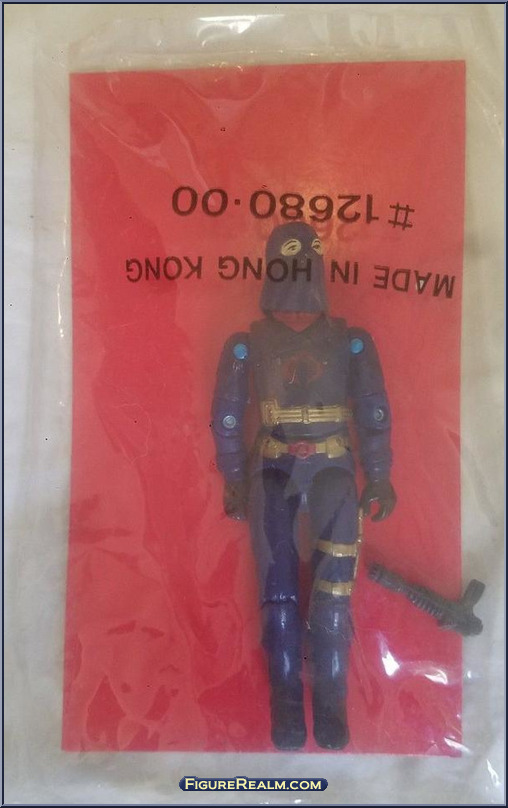 #12680·00
MADE IN HONG KONG
FIGUREREALM.COM